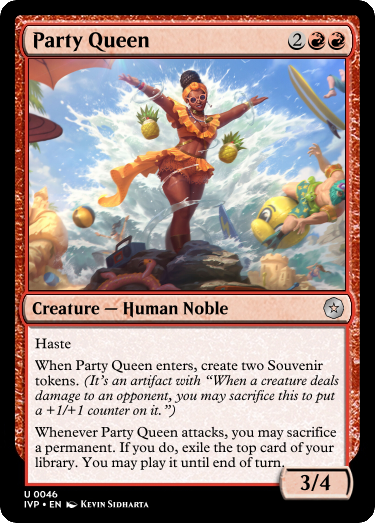 Party Queen 2
Creature — Human Noble
Haste
When Party Queen enters, create two Souvenir
tokens. (It's an artifact with “When a creature deals
damage to an opponent, you may sacrifice this to put
a +1/+1 counter on it.”)
Whenever Party Queen attacks, you may sacrifice
a permanent. If you do, exile the top card of your
library. You may play it until end of turn.
3/4
U 0046
IVP • EN Kevin Sidharta